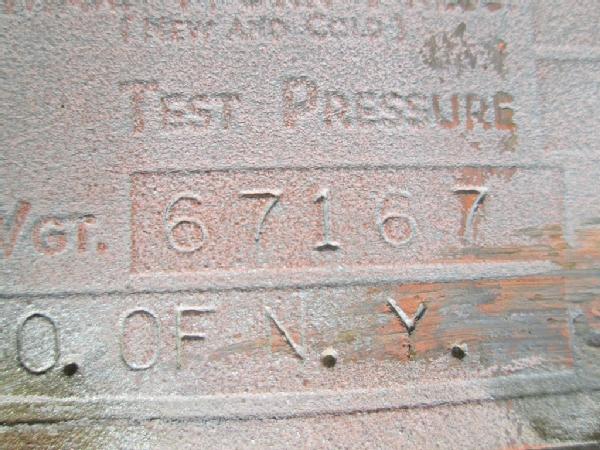 [NEW AND COLD]
TEST PRESSURE
WGT. 67167
O. OF N.Y.